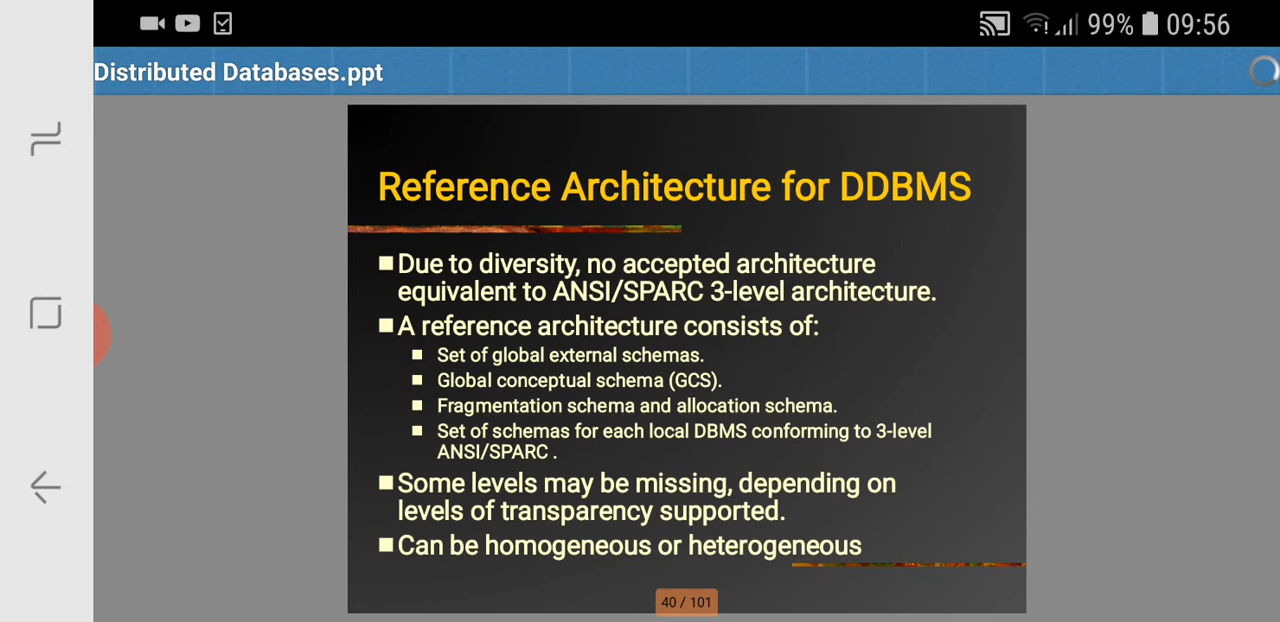 99% 09:56
Distributed Databases.ppt
Reference Architecture for DDBMS
Due to diversity, no accepted architecture
equivalent to ANSI/SPARC 3-level architecture.
A reference architecture consists of:
Set of global external schemas.
Global conceptual schema (GCS).
Fragmentation schema and allocation schema.
Set of schemas for each local DBMS conforming to 3-level
ANSI/SPARC .
Some levels may be missing, depending on
levels of transparency supported.
Can be homogeneous or heterogeneous
40 / 101